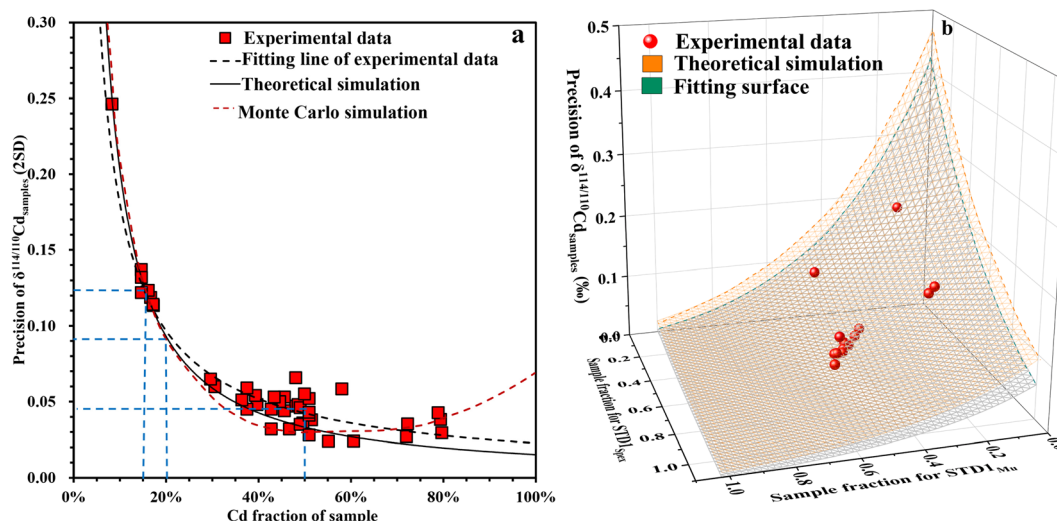 a
Experimental data
Fitting line of experimental data
Theoretical simulation
Monte Carlo simulation
Precision of δ114/110Cdsamples (2SD)
0.30
0.25
0.20
0.15
0.10
0.05
0.00
0% 20% 40% 60% 80% 100%
Cd fraction of sample
b
Experimental data
Theoretical simulation
Fitting surface
Precision of δ114/110Cdsamples (‰)
0.5
0.4
0.3
0.2
0.1
0.0
Sample fraction for STD1Spex
0.2
0.4
0.6
0.8
1.0
Sample fraction for STD1Mu
1.0 0.8 0.6 0.4 0.2